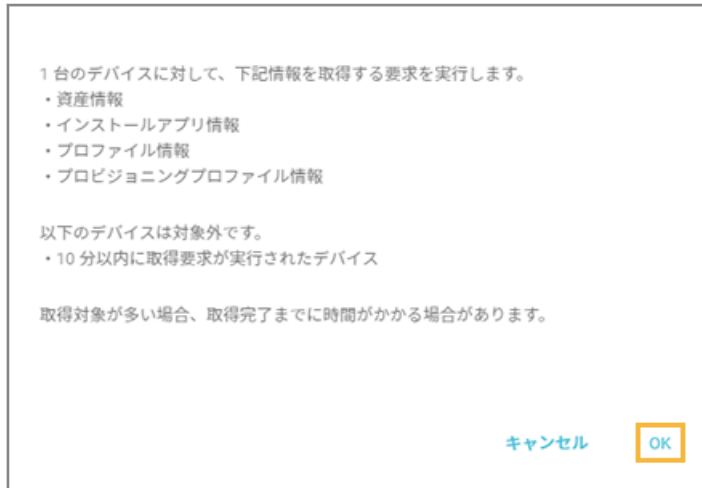 1 台のデバイスに対して、下記情報を取得する要求を実行します。
・資産情報
・インストールアプリ情報
・プロファイル情報
・プロビジョニングプロファイル情報
以下のデバイスは対象外です。
・10 分以内に取得要求が実行されたデバイス
取得対象が多い場合、取得完了までに時間がかかる場合があります。
キャンセル OK